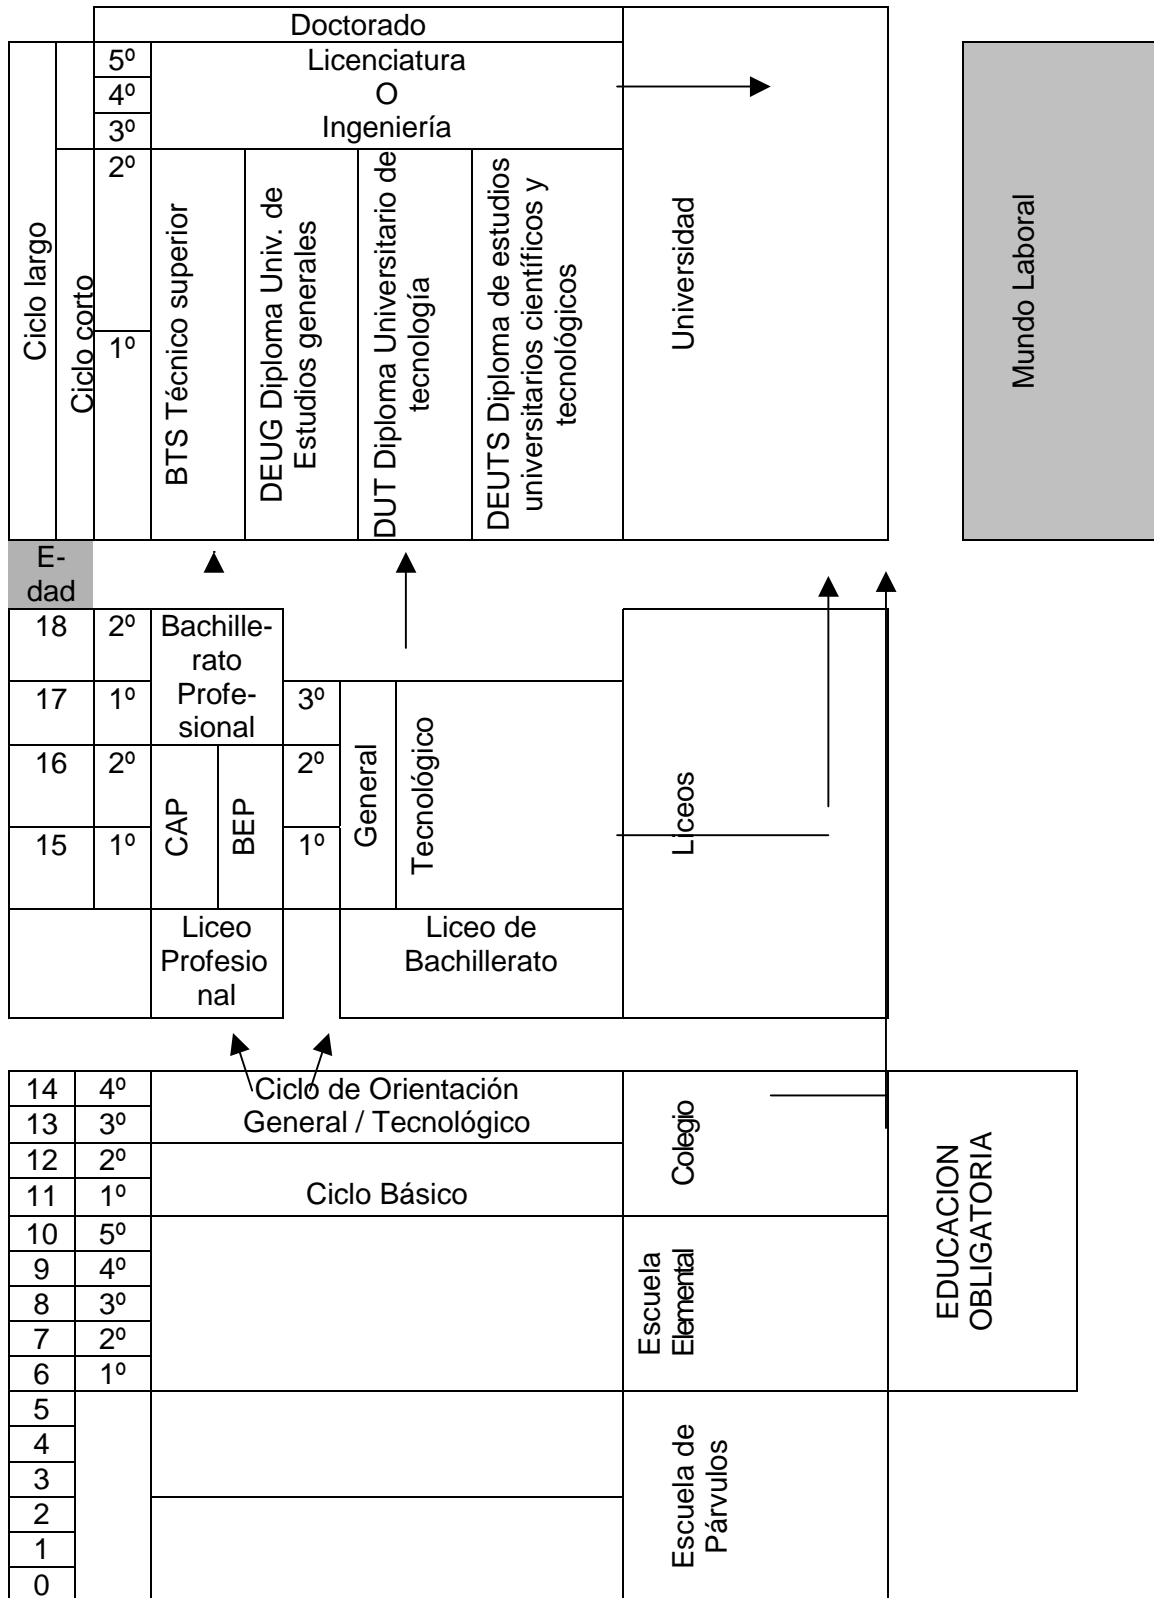 Doctorado
5º
4º
3º
Licenciatura
O
Ingeniería
Ciclo largo
Ciclo corto
2º
1º
BTS Técnico superior
DEUG Diploma Univ. de
Estudios generales
DUT Diploma Universitario de
tecnología
DEUTS Diploma de estudios
universitarios científicos y
tecnológicos
Universidad
Mundo Laboral
E-
dad
18
2º
Bachille-
rato
Profe-
sional
17
1º
3º
16
2º
2º
15
1º
1º
CAP
BEP
General
Tecnológico
Liceos
Liceo
Profesio
nal
Liceo de
Bachillerato
14
4º
Ciclo de Orientación
General / Tecnológico
13
3º
12
2º
11
1º
Ciclo Básico
Colegio
10
5º
9
4º
8
3º
7
2º
6
1º
Escuela
Elemental
EDUCACION
OBLIGATORIA
5
4
3
2
1
0
Escuela de
Párvulos